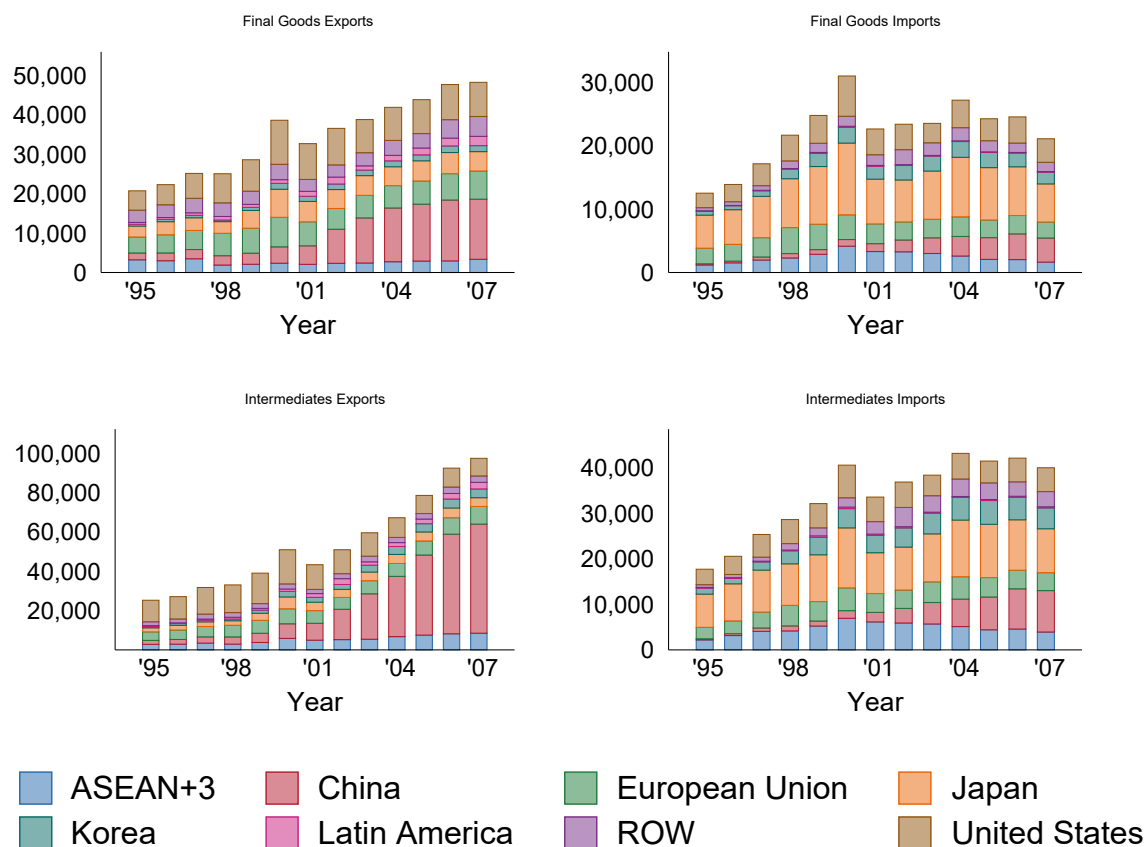 Final Goods Exports
50,000
40,000
30,000
20,000
10,000
0
'95 '98 '01 '04 '07
Year
Final Goods Imports
30,000
20,000
10,000
0
'95 '98 '01 '04 '07
Year
Intermediates Exports
100,000
80,000
60,000
40,000
20,000
'95 '98 '01 '04 '07
Year
Intermediates Imports
40,000
30,000
20,000
10,000
0
'95 '98 '01 '04 '07
Year
ASEAN+3 China European Union Japan
Korea Latin America ROW United States